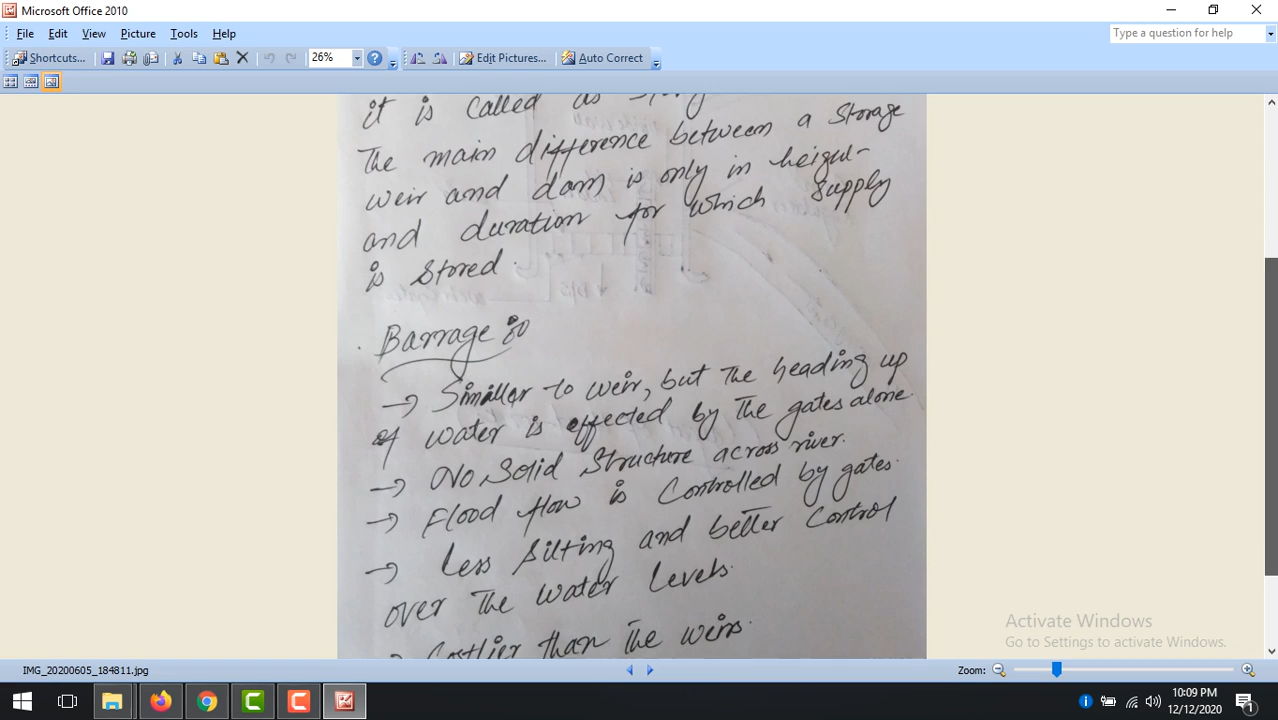 Microsoft Office 2010
File Edit View Picture Tools Help
Type a question for help
Shortcuts...
26%
Edit Pictures...
Auto Correct
it is called as
The main difference between a storage
weir and dam is only in height
and duration for which supply
is stored.
Barrage :
→ Similar to weir, but the heading up
of water is effected by the gates alone.
→ No Solid Structure across river.
→ Flood flow is Controlled by gates.
→ Less Silting and better Control
over the water Levels.
→ Costlier than the weirs.
Activate Windows
Go to Settings to activate Windows.
IMG_20200605_184811.jpg
Zoom:
10:09 PM
12/12/2020
1